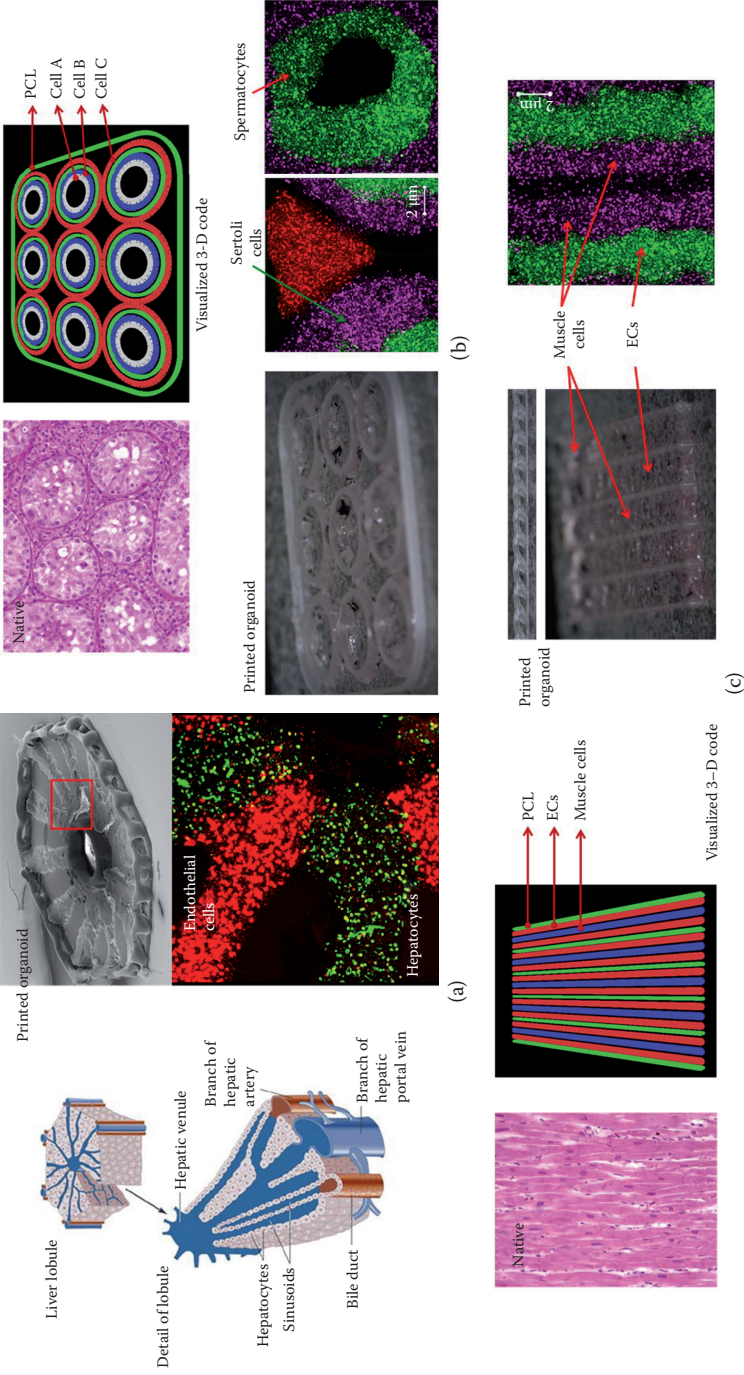 Liver lobule
Detail of lobule
Hepatic venule
Hepatocytes
Sinusoids
Bile duct
Branch of
hepatic
artery
Branch of
hepatic
portal vein
Printed organoid
Endothelial
cells
Hepatocytes
(a)
Native
PCL
Cell A
Cell B
Cell C
Visualized 3-D code
Printed organoid
Sertoli
cells
2 μm
Spermatocytes
(b)
Native
PCL
ECs
Muscle cells
Visualized 3–D code
Printed
organoid
Muscle
cells
ECs
2 μm
(c)